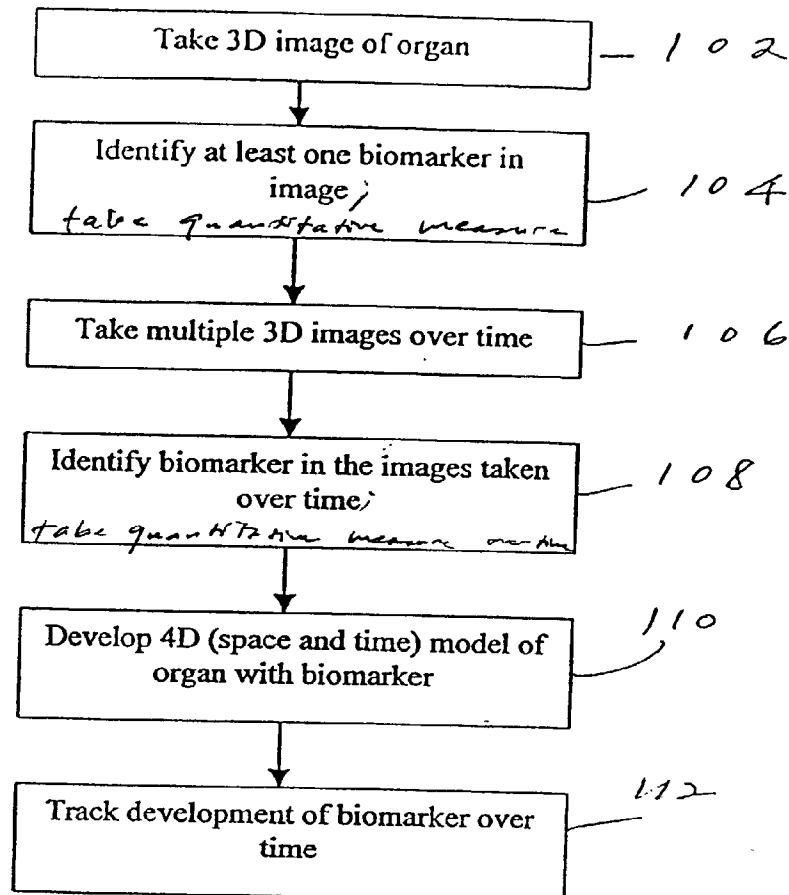 Take 3D image of organ
102
Identify at least one biomarker in
image;
take quantitative measure
104
Take multiple 3D images over time
106
Identify biomarker in the images taken
over time;
take quantitative measure over time
108
Develop 4D (space and time) model of
organ with biomarker
110
Track development of biomarker over
time
112